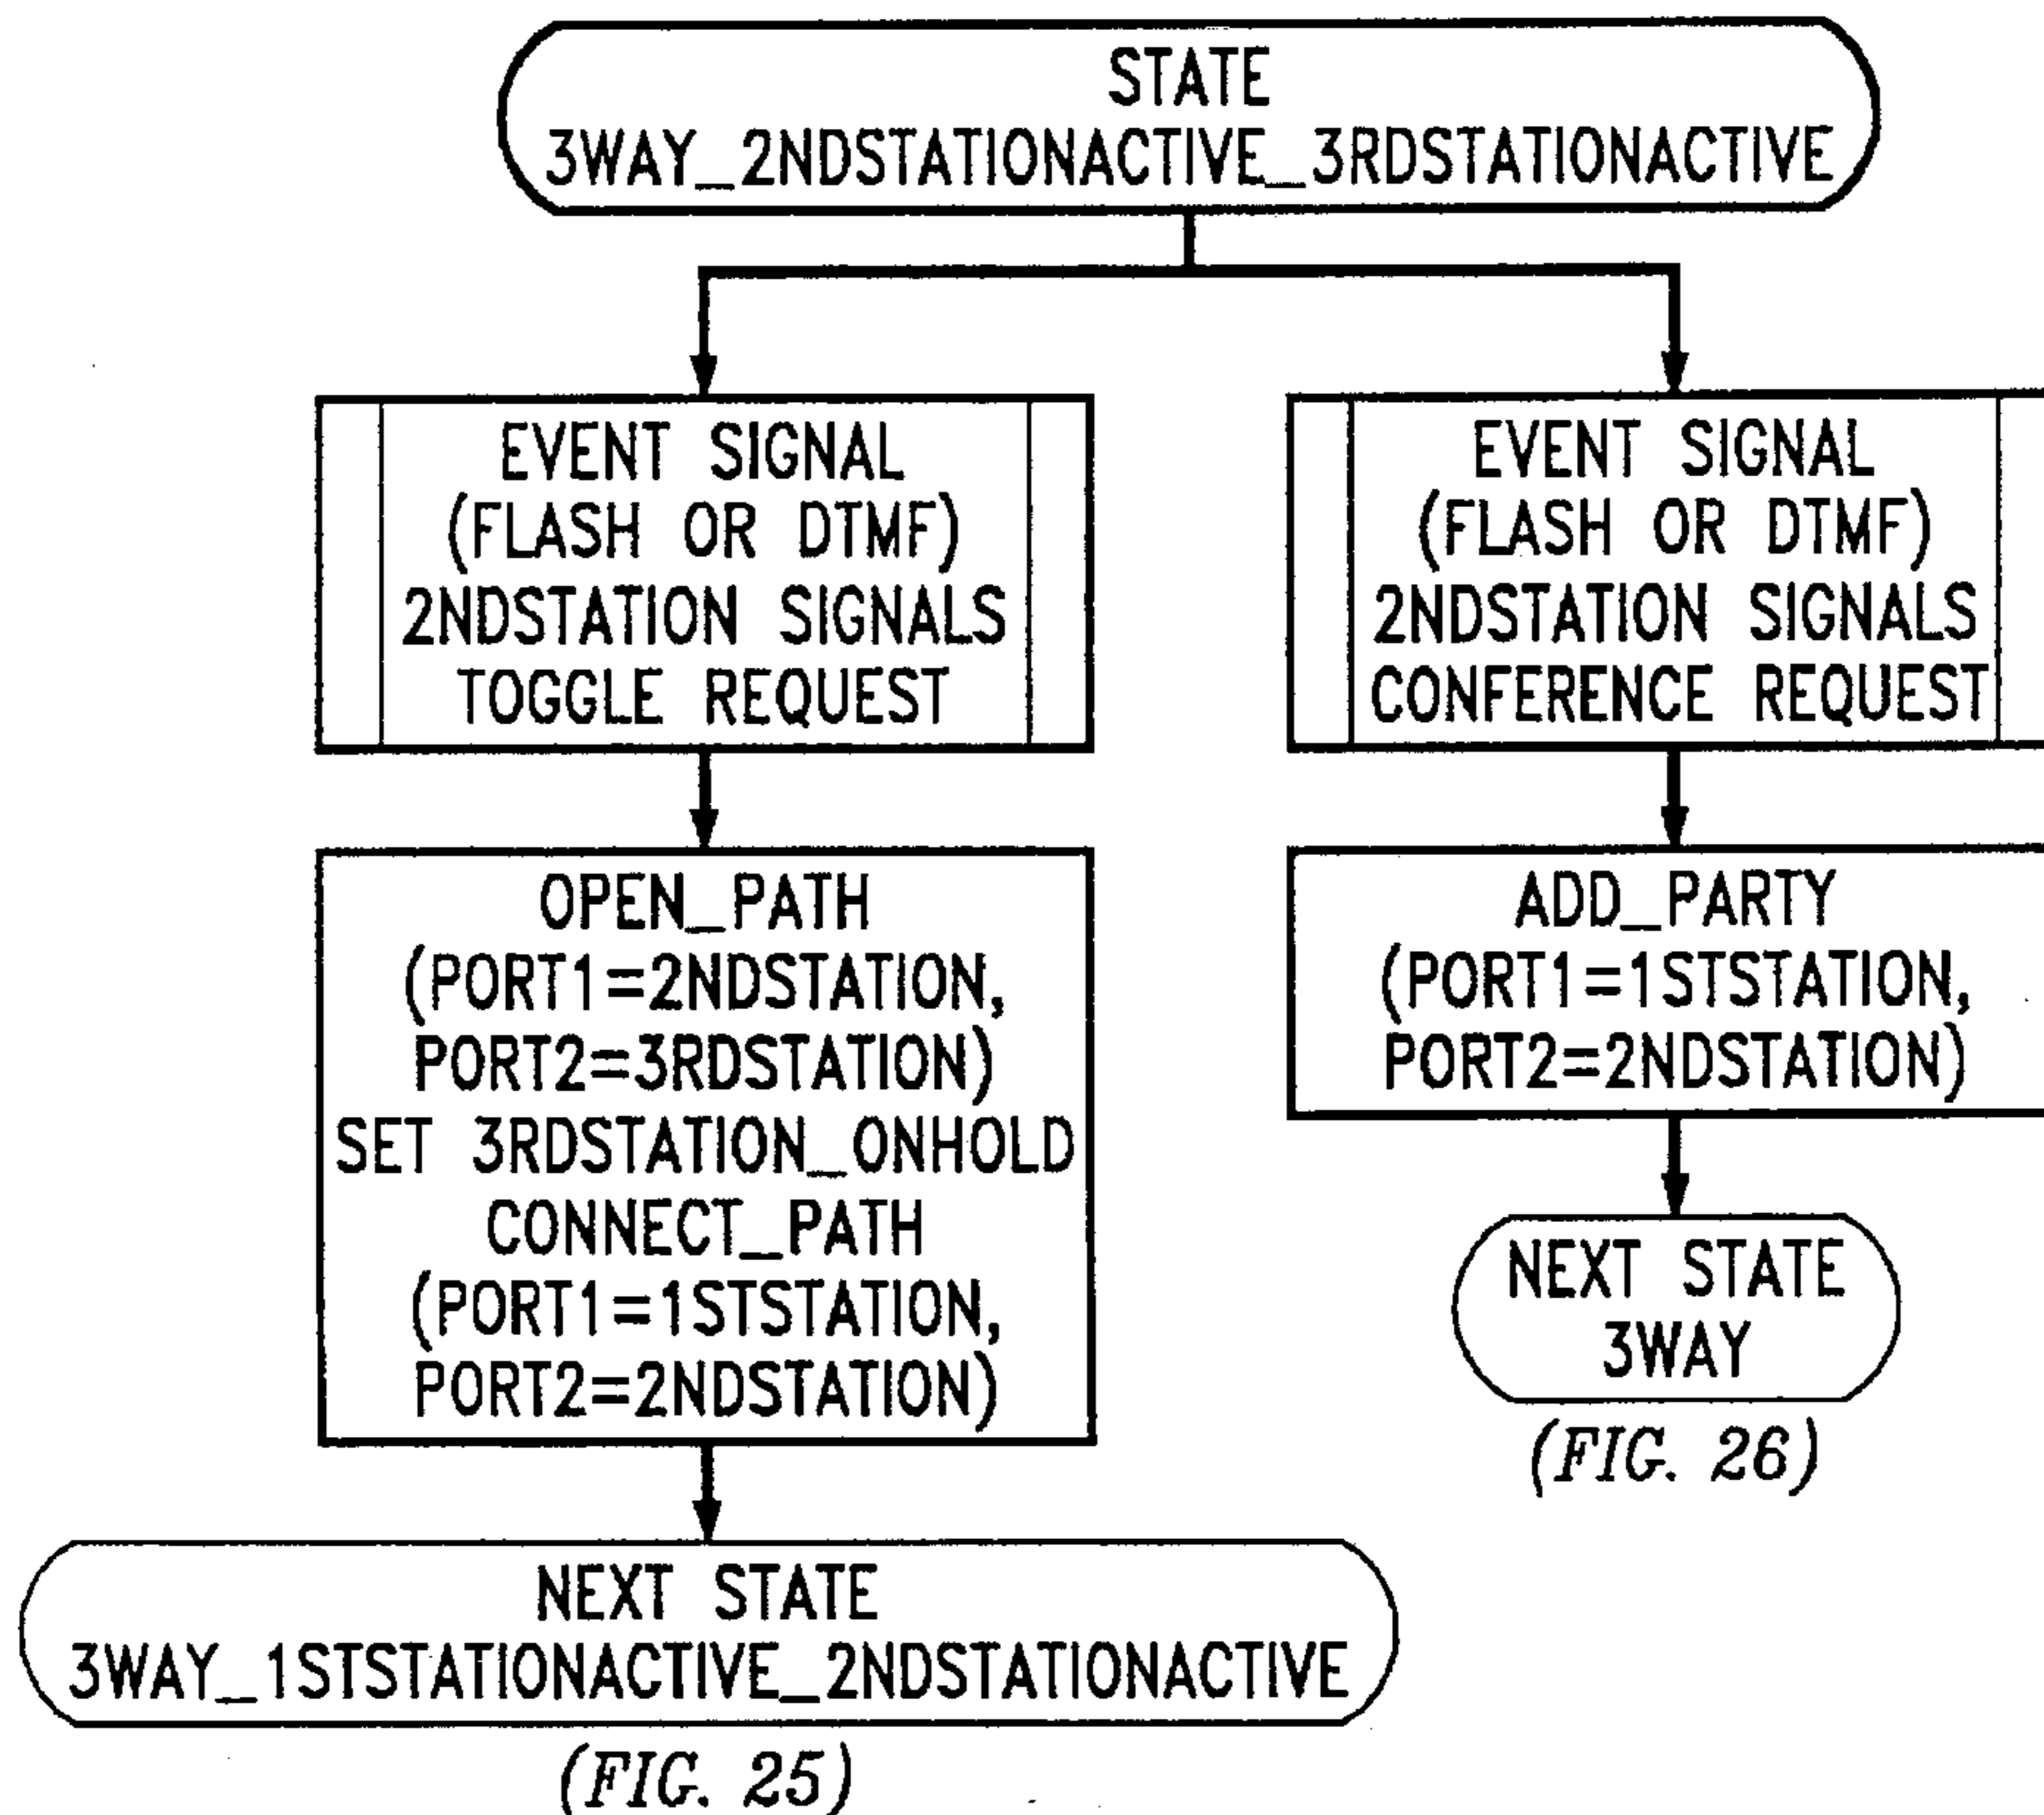 STATE
3WAY_2NDSTATIONACTIVE_3RDSTATIONACTIVE
EVENT SIGNAL
(FLASH OR DTMF)
2NDSTATION SIGNALS
TOGGLE REQUEST
OPEN_PATH
(PORT1=2NDSTATION,
PORT2=3RDSTATION)
SET 3RDSTATION_ONHOLD
CONNECT_PATH
(PORT1=1STSTATION,
PORT2=2NDSTATION)
NEXT STATE
3WAY_1STSTATIONACTIVE_2NDSTATIONACTIVE
(FIG. 25)
EVENT SIGNAL
(FLASH OR DTMF)
2NDSTATION SIGNALS
CONFERENCE REQUEST
ADD_PARTY
(PORT1=1STSTATION,
PORT2=2NDSTATION)
NEXT STATE
3WAY
(FIG. 26)